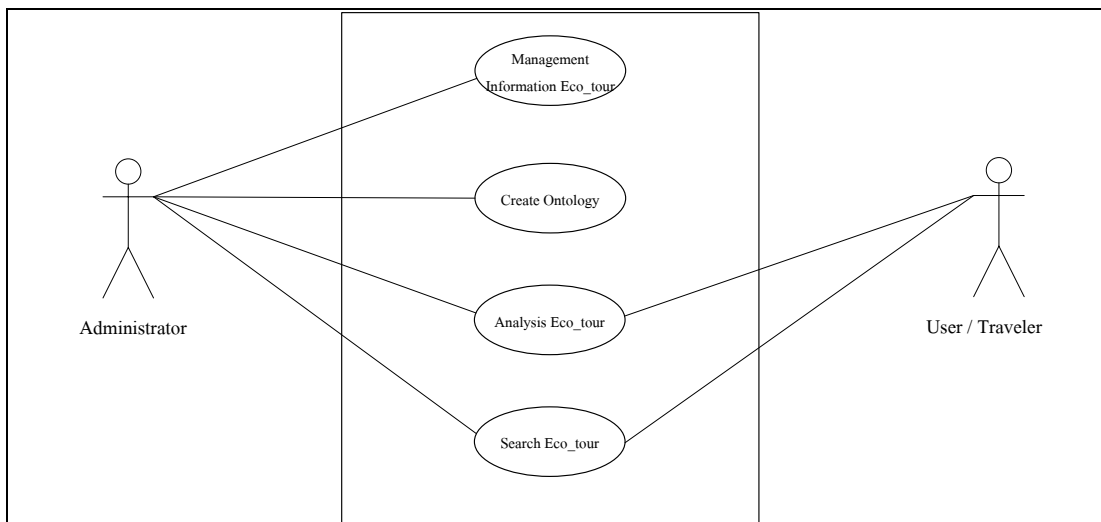 Management
Information Eco_tour
Create Ontology
Analysis Eco_tour
Administrator
User / Traveler
Search Eco_tour